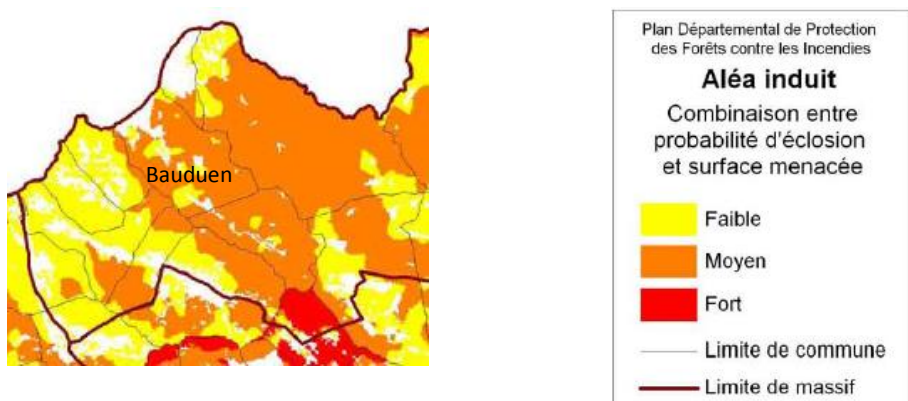 Bauduen
Plan Départemental de Protection
des Forêts contre les Incendies
Aléa induit
Combinaison entre
probabilité d'éclosion
et surface menacée
Faible
Moyen
Fort
Limite de commune
Limite de massif